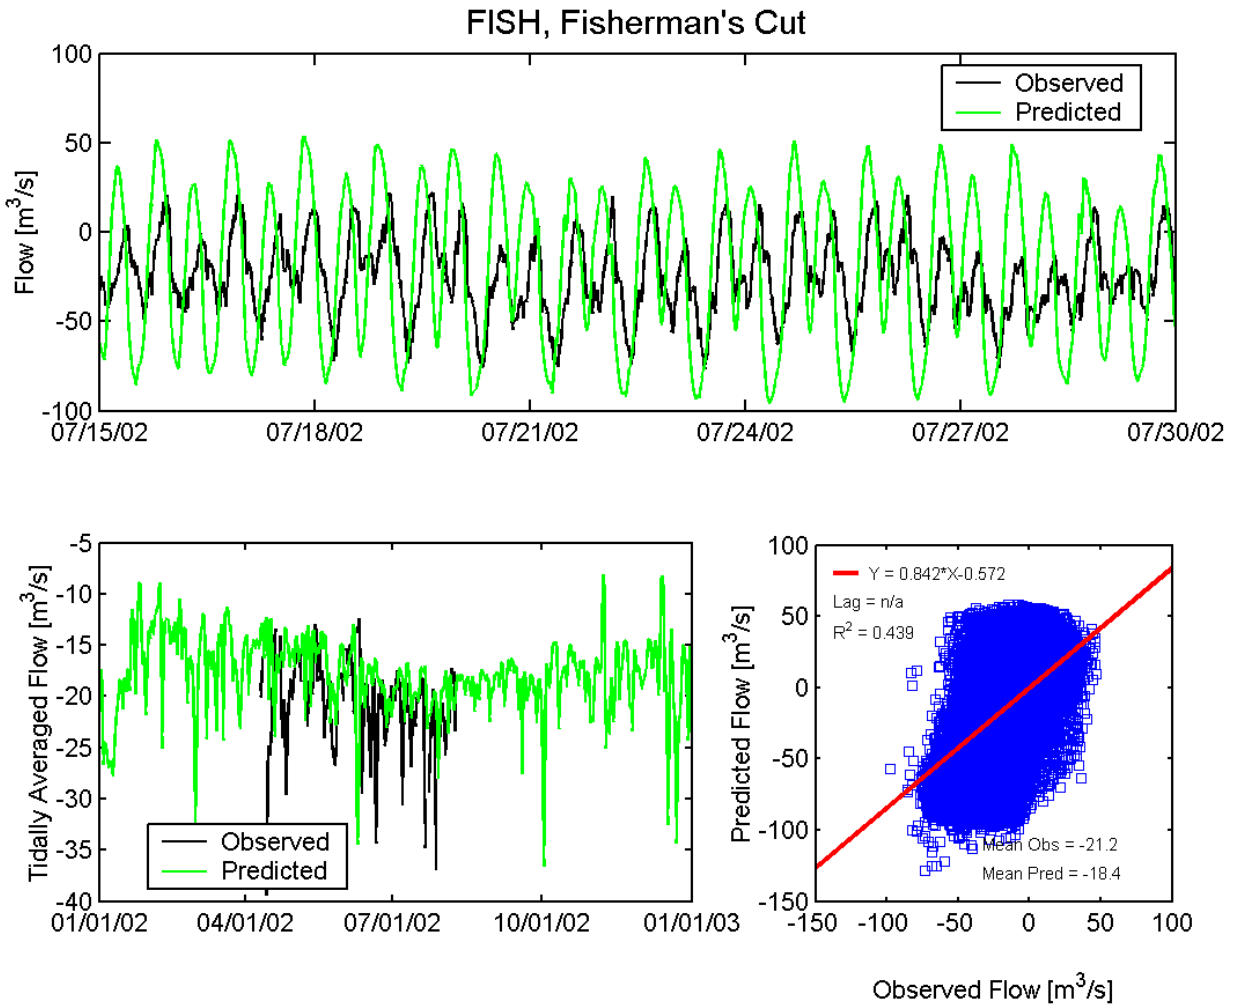 FISH, Fisherman's Cut
100
50
0
-50
-100
Flow [m³/s]
Observed
Predicted
07/15/02 07/18/02 07/21/02 07/24/02 07/27/02 07/30/02
-5
-10
-15
-20
-25
-30
-35
-40
Tidally Averaged Flow [m³/s]
Observed
Predicted
01/01/02 04/01/02 07/01/02 10/01/02 01/01/03
100
50
0
-50
-100
-150
Predicted Flow [m³/s]
Y = 0.842*X-0.572
Lag = n/a
R² = 0.439
Mean Obs = -21.2
Mean Pred = -18.4
-150 -100 -50 0 50 100
Observed Flow [m³/s]